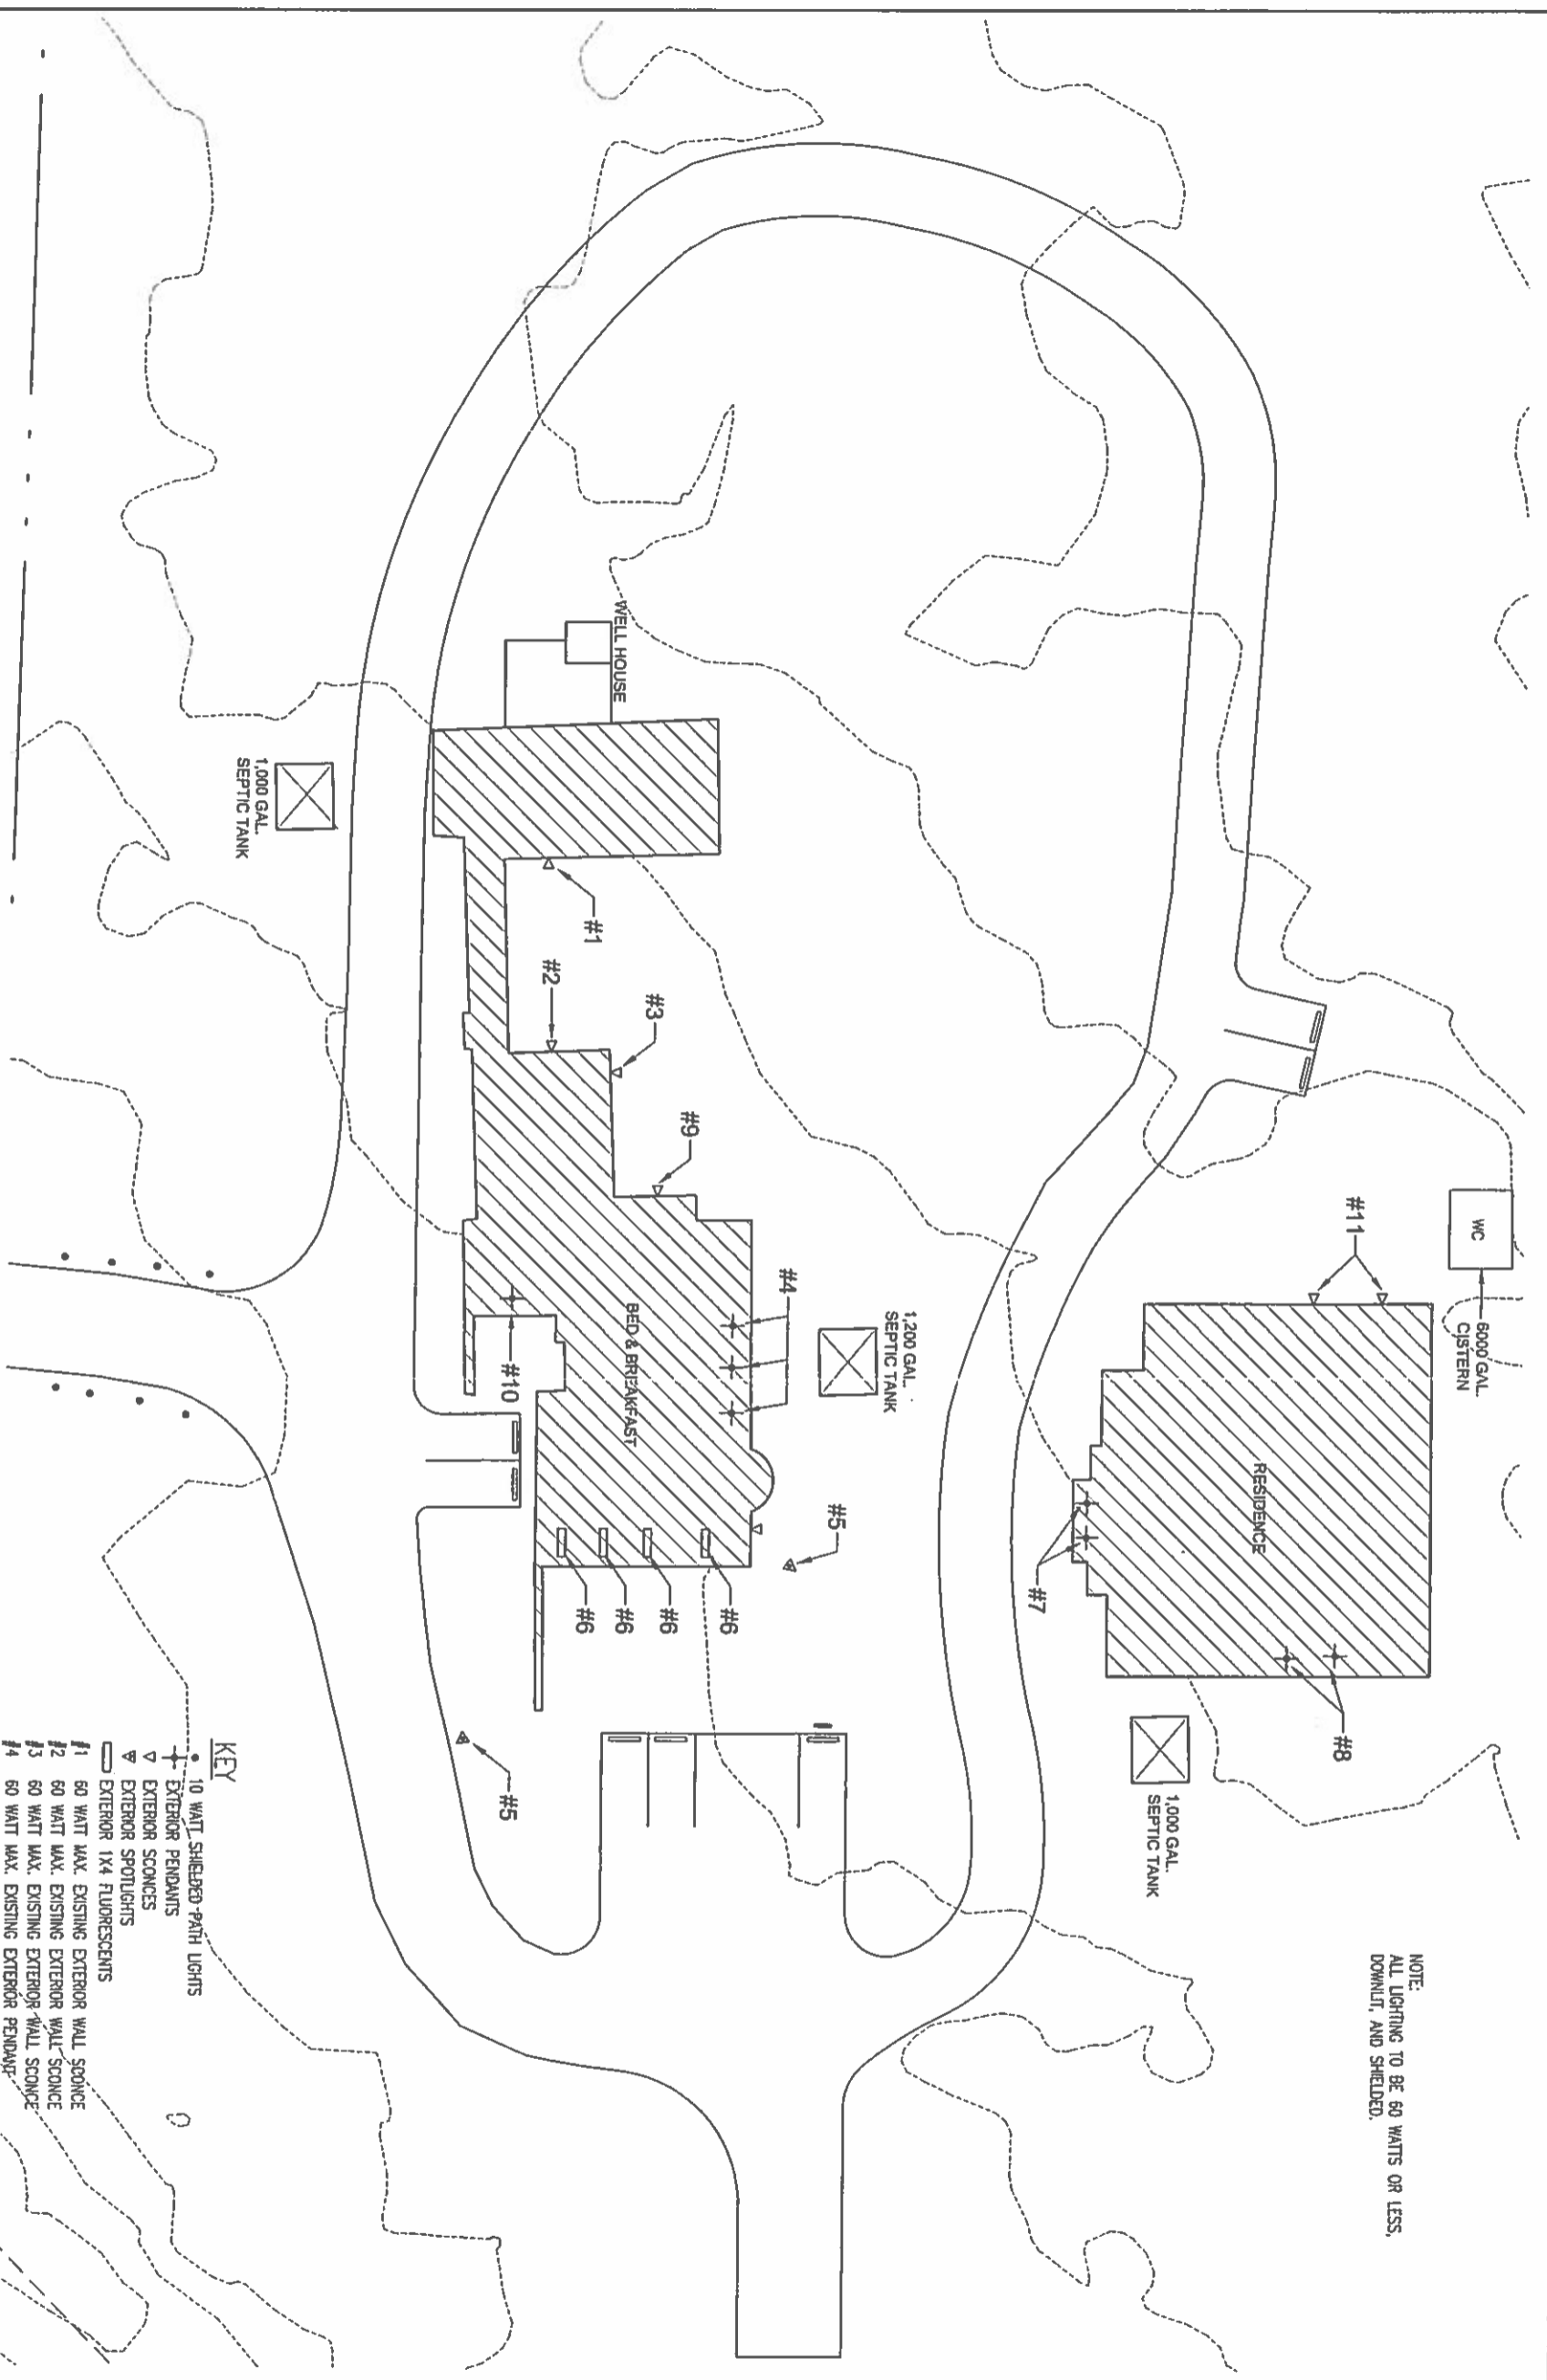 NOTE:
ALL LIGHTING TO BE 60 WATTS OR LESS,
DOWNLIT, AND SHIELDED.
WC
6000 GAL.
CISTERN
#11
RESIDENCE
#7
#8
1,000 GAL.
SEPTIC TANK
1,200 GAL.
SEPTIC TANK
WELL HOUSE
#1
#2
#3
#9
#4
BED & BREAKFAST
#10
#5
#6
#6
#6
#6
#5
1,000 GAL.
SEPTIC TANK
KEY
10 WATT SHIELDED PATH LIGHTS
EXTERIOR PENDANTS
EXTERIOR SCONCES
EXTERIOR SPOTLIGHTS
EXTERIOR 1X4 FLUORESCENTS
#1 60 WATT MAX. EXISTING EXTERIOR WALL SCONCE
#2 60 WATT MAX. EXISTING EXTERIOR WALL SCONCE
#3 60 WATT MAX. EXISTING EXTERIOR WALL SCONCE
#4 60 WATT MAX. EXISTING EXTERIOR PENDANT